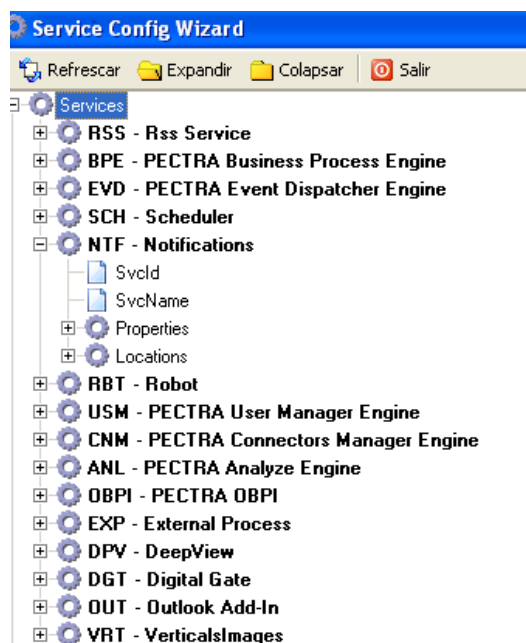 Service Config Wizard
Refrescar Expandir Colapsar Salir
Services
RSS - Rss Service
BPE - PECTRA Business Process Engine
EVD - PECTRA Event Dispatcher Engine
SCH - Scheduler
NTF - Notifications
SvcId
SvcName
Properties
Locations
RBT - Robot
USM - PECTRA User Manager Engine
CNM - PECTRA Connectors Manager Engine
ANL - PECTRA Analyze Engine
OBPI - PECTRA OBPI
EXP - External Process
DPV - DeepView
DGT - Digital Gate
OUT - Outlook Add-In
VRT - VerticalsImages